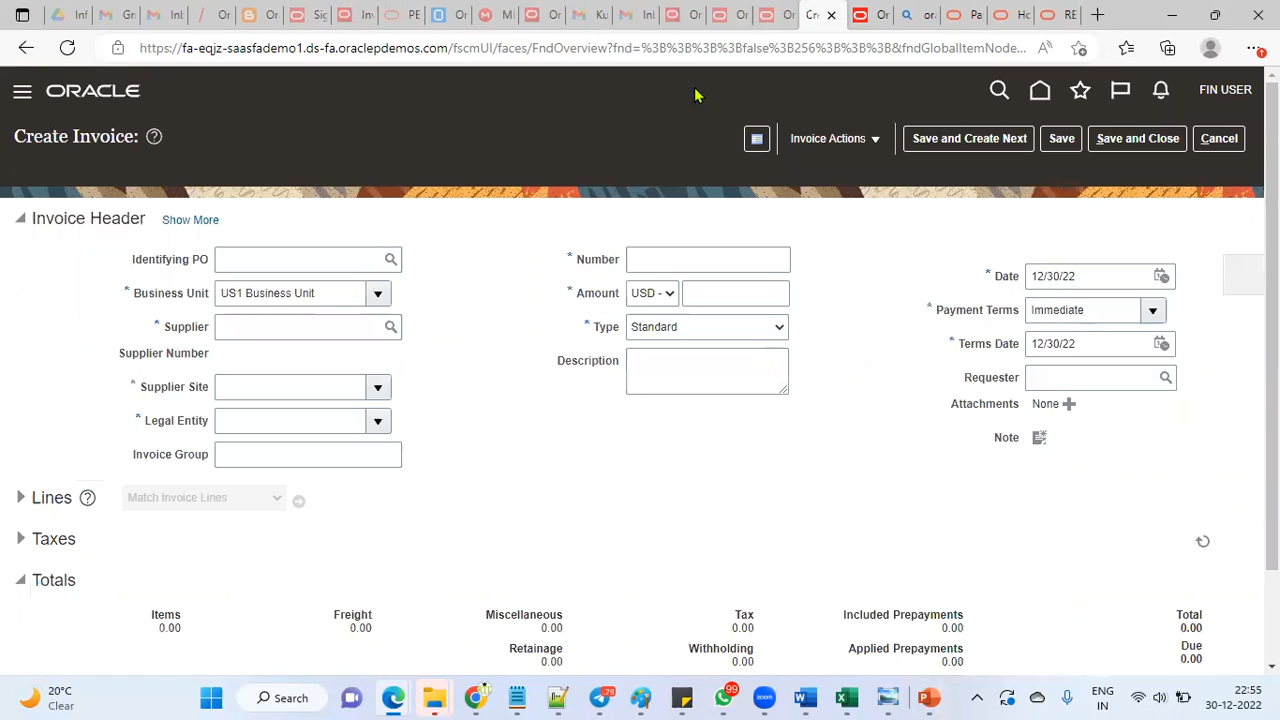 https://fa-eqjz-saasfademo1.ds-fa.oraclepdemos.com/fscmUI/faces/FndOverview?fnd=%3B%3B%3B%3Bfalse%3B256%3B%3B%3B&fndGlobalItemNode...
ORACLE
FIN USER
Create Invoice:
Invoice Actions
Save and Create Next
Save
Save and Close
Cancel
Invoice Header
Show More
Identifying PO
* Business Unit US1 Business Unit
* Supplier
Supplier Number
* Supplier Site
* Legal Entity
Invoice Group
* Number
* Amount USD -
* Type Standard
Description
* Date 12/30/22
* Payment Terms Immediate
* Terms Date 12/30/22
Requester
Attachments None
Note
Lines
Match Invoice Lines
Taxes
Totals
Items Freight Miscellaneous Tax Included Prepayments Total
0.00 0.00 0.00 0.00 0.00 0.00
Retainage Withholding Applied Prepayments Due
0.00 0.00 0.00 0.00
20°C
Clear
Search
79
99
ENG
IN
22:55
30-12-2022